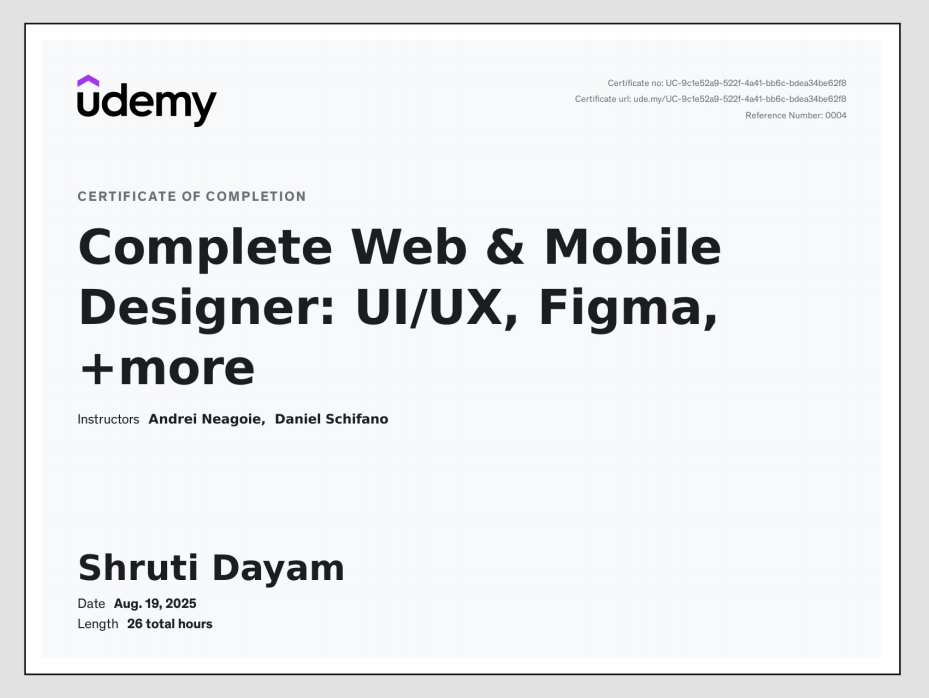 udemy
Certificate no: UC-9c1e52a9-522f-4a41-bb6c-bdea34be62f8
Certificate url: ude.my/UC-9c1e52a9-522f-4a41-bb6c-bdea34be62f8
Reference Number: 0004
CERTIFICATE OF COMPLETION
Complete Web & Mobile
Designer: UI/UX, Figma,
+more
Instructors Andrei Neagoie, Daniel Schifano
Shruti Dayam
Date Aug. 19, 2025
Length 26 total hours